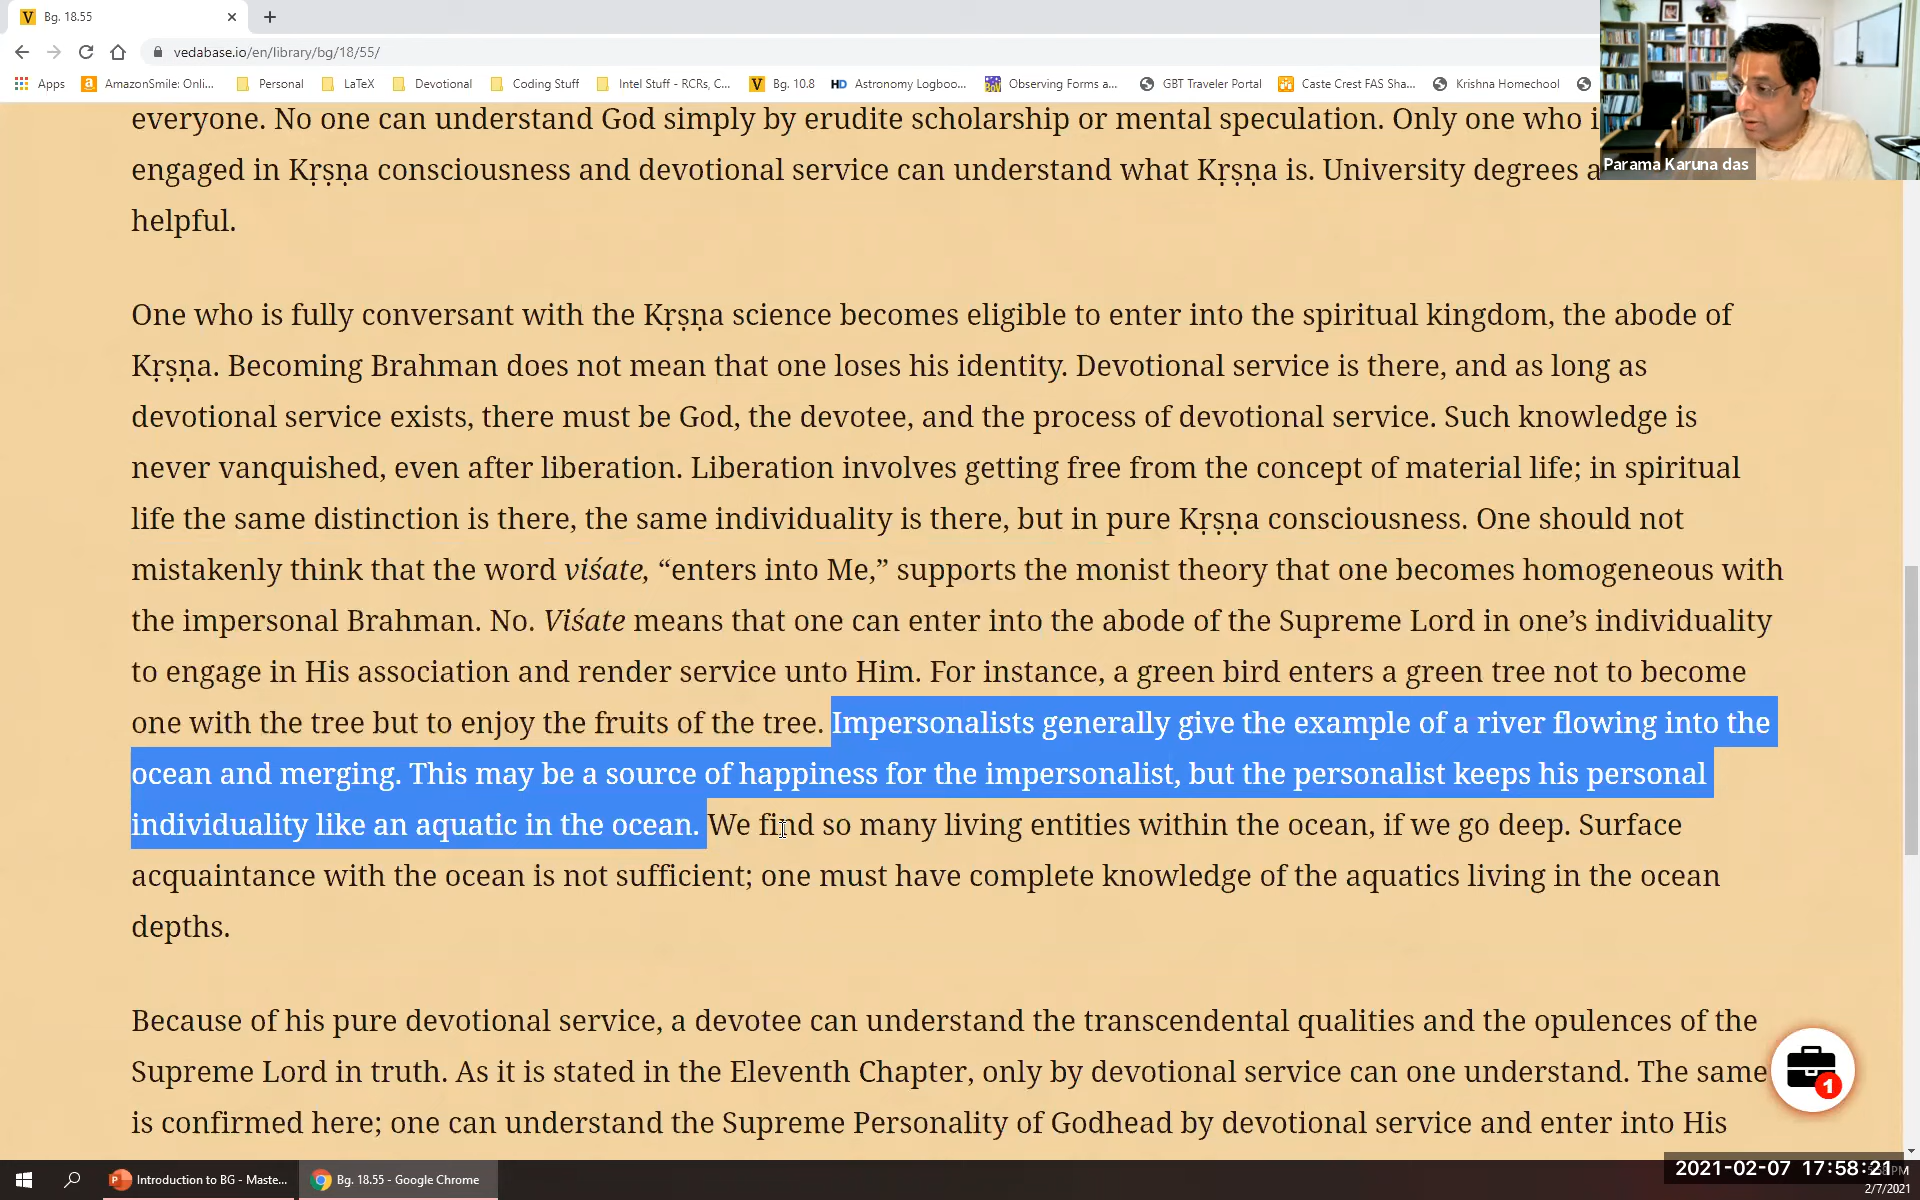 Bg. 18.55
vedabase.io/en/library/bg/18/55/
Apps
AmazonSmile: Onli...
Personal
LaTeX
Devotional
Coding Stuff
Intel Stuff - RCRs, C...
Bg. 10.8
HD Astronomy Logboo...
Observing Forms a...
GBT Traveler Portal
Caste Crest FAS Sha...
Krishna Homechool
Parama Karuna das
everyone. No one can understand God simply by erudite scholarship or mental speculation. Only one who i
engaged in Kṛṣṇa consciousness and devotional service can understand what Kṛṣṇa is. University degrees a
helpful.
One who is fully conversant with the Kṛṣṇa science becomes eligible to enter into the spiritual kingdom, the abode of
Kṛṣṇa. Becoming Brahman does not mean that one loses his identity. Devotional service is there, and as long as
devotional service exists, there must be God, the devotee, and the process of devotional service. Such knowledge is
never vanquished, even after liberation. Liberation involves getting free from the concept of material life; in spiritual
life the same distinction is there, the same individuality is there, but in pure Kṛṣṇa consciousness. One should not
mistakenly think that the word viśate, “enters into Me,” supports the monist theory that one becomes homogeneous with
the impersonal Brahman. No. Viśate means that one can enter into the abode of the Supreme Lord in one’s individuality
to engage in His association and render service unto Him. For instance, a green bird enters a green tree not to become
one with the tree but to enjoy the fruits of the tree. Impersonalists generally give the example of a river flowing into the
ocean and merging. This may be a source of happiness for the impersonalist, but the personalist keeps his personal
individuality like an aquatic in the ocean. We find so many living entities within the ocean, if we go deep. Surface
acquaintance with the ocean is not sufficient; one must have complete knowledge of the aquatics living in the ocean
depths.
Because of his pure devotional service, a devotee can understand the transcendental qualities and the opulences of the
Supreme Lord in truth. As it is stated in the Eleventh Chapter, only by devotional service can one understand. The same
is confirmed here; one can understand the Supreme Personality of Godhead by devotional service and enter into His
1
Introduction to BG - Maste...
Bg. 18.55 - Google Chrome
2021-02-07 17:58:21
PM
2/7/2021